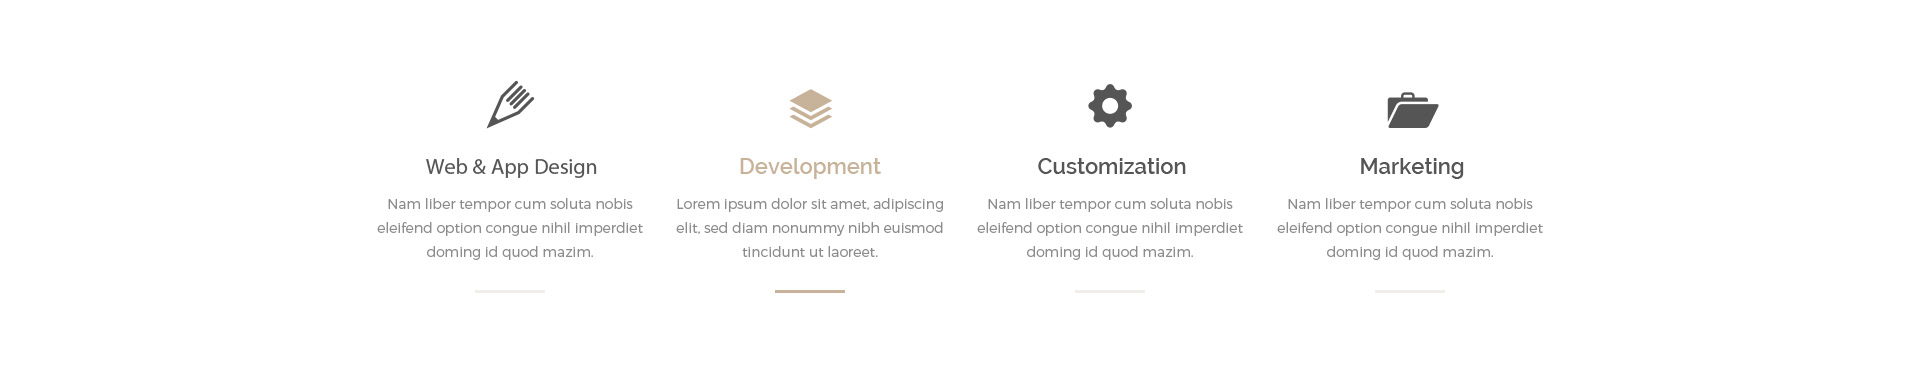 Web & App Design
Nam liber tempor cum soluta nobis
eleifend option congue nihil imperdiet
doming id quod mazim.
Development
Lorem ipsum dolor sit amet, adipiscing
elit, sed diam nonummy nibh euismod
tincidunt ut laoreet.
Customization
Nam liber tempor cum soluta nobis
eleifend option congue nihil imperdiet
doming id quod mazim.
Marketing
Nam liber tempor cum soluta nobis
eleifend option congue nihil imperdiet
doming id quod mazim.